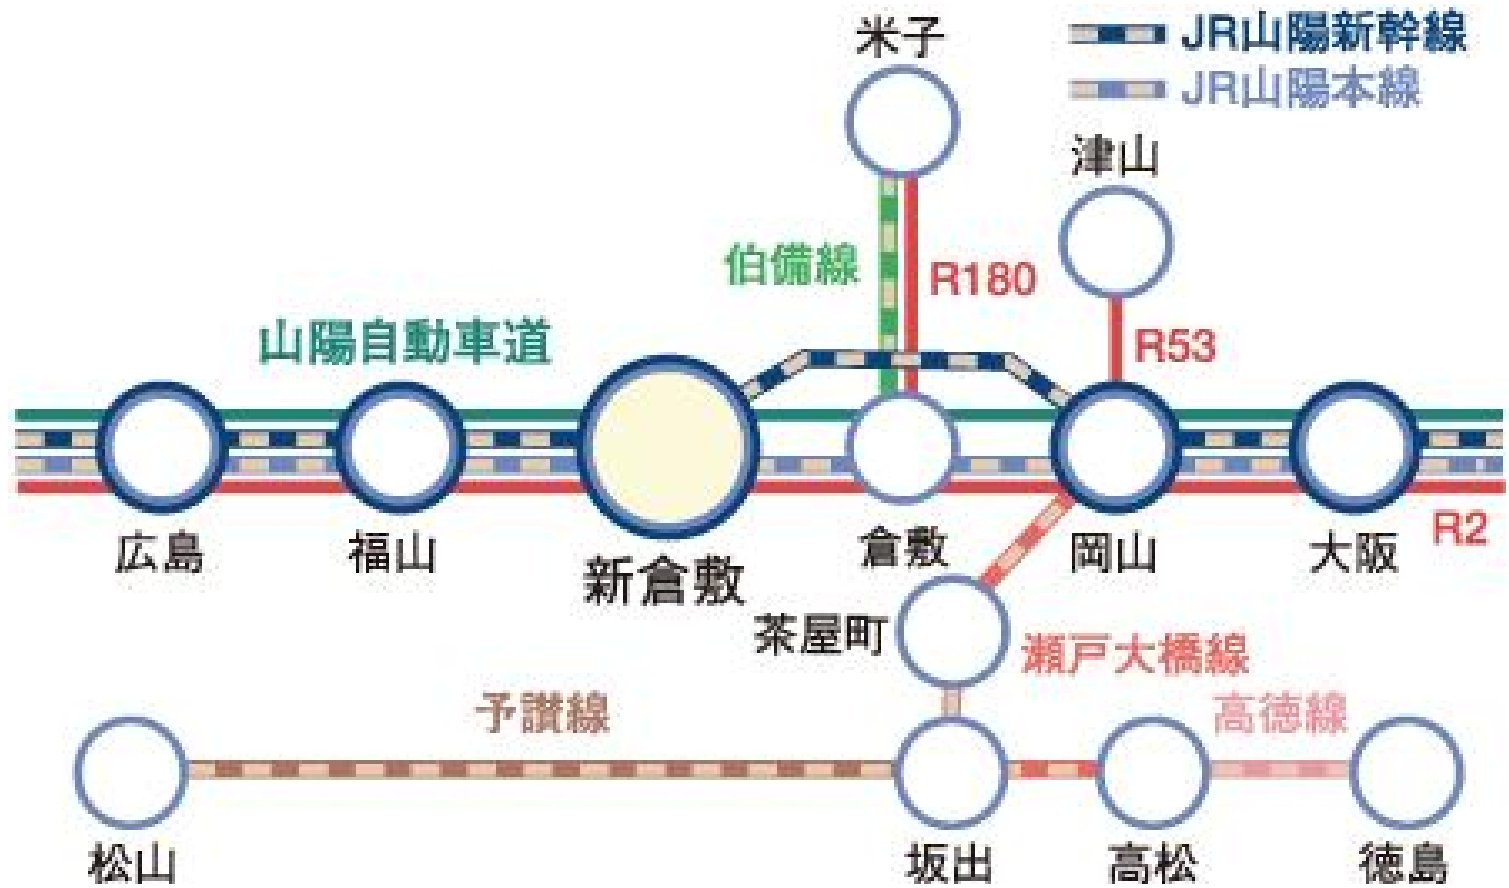 米子
JR山陽新幹線
JR山陽本線
津山
伯備線
R180
R53
山陽自動車道
広島
福山
新倉敷
倉敷
岡山
大阪
R2
茶屋町
瀬戸大橋線
予讃線
高徳線
松山
坂出
高松
徳島